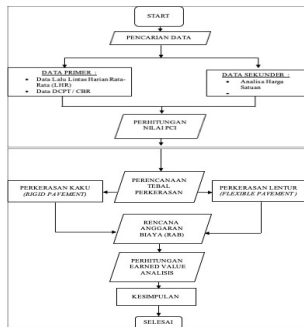 START
PENCARIAN DATA
DATA PRIMER :
• Data Lalu Lintas Harian Rata-
Rata (LHR)
• Data DCPT / CBR
DATA SEKUNDER :
• Analisa Harga
Satuan
•
PERHITUNGAN
NILAI PCI
PERENCANAAN
TEBAL
PERKERASAN
PERKERASAN KAKU
(RIGID PAVEMENT)
PERKERASAN LENTUR
(FLEXIBLE PAVEMENT)
RENCANA
ANGGARAN
BIAYA (RAB)
PERHITUNGAN
EARNED VALUE
ANALISIS
KESIMPULAN
SELESAI